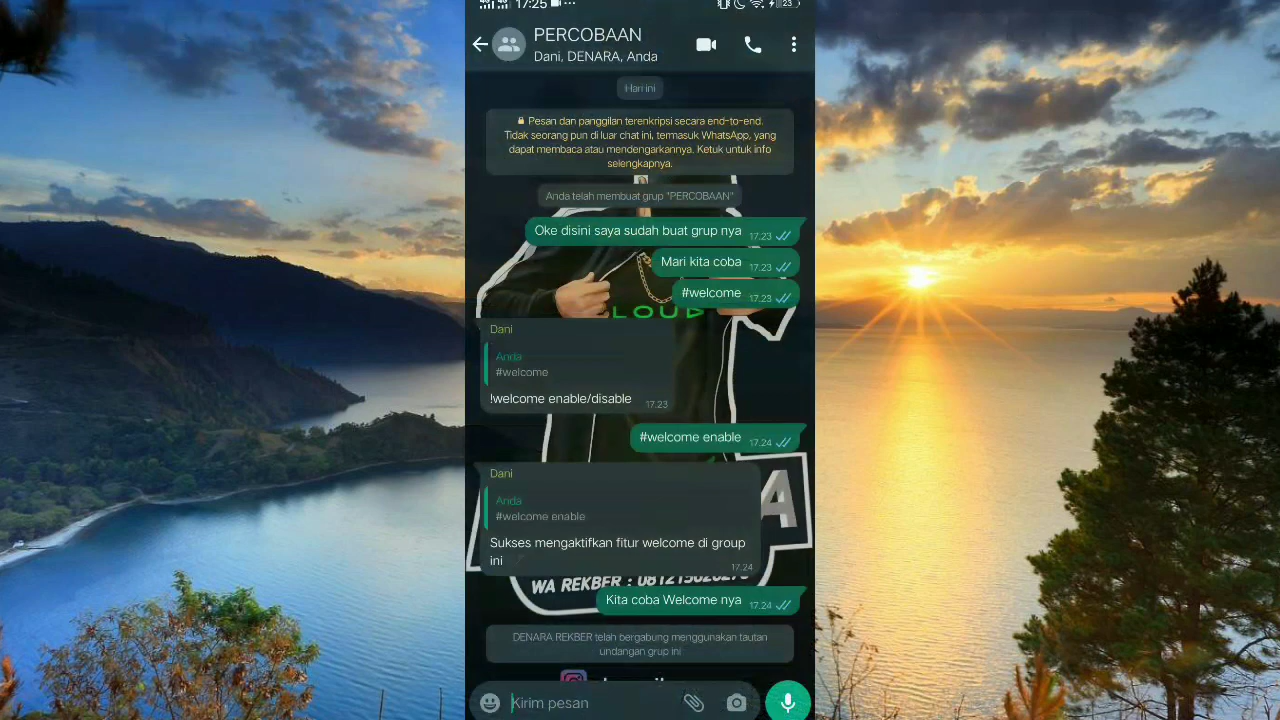 17:25
23
PERCOBAAN
Dani, DENARA, Anda
Hari ini
Pesan dan panggilan terenkripsi secara end-to-end.
Tidak seorang pun di luar chat ini, termasuk WhatsApp, yang
dapat membaca atau mendengarkannya. Ketuk untuk info
selengkapnya.
Anda telah membuat grup "PERCOBAAN"
Oke disini saya sudah buat grup nya 17.23
Mari kita coba 17.23
#welcome 17.23
Dani
Anda
#welcome
!welcome enable/disable 17.23
#welcome enable 17.24
Dani
Anda
#welcome enable
Sukses mengaktifkan fitur welcome di group
ini 17.24
WA REKBER :
Kita coba Welcome nya 17.24
DENARA REKBER telah bergabung menggunakan tautan
undangan grup ini
Kirim pesan